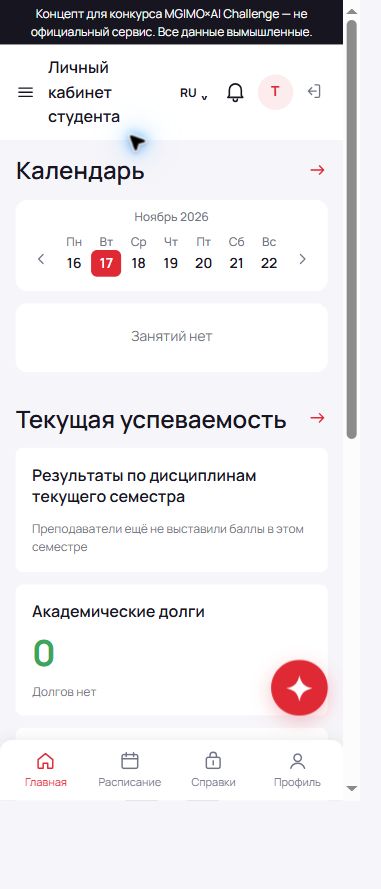 Концепт для конкурса MGIMO×AI Challenge — не
официальный сервис. Все данные вымышленные.
Личный
кабинет
студента
RU
T
Календарь
Ноябрь 2026
Пн Вт Ср Чт Пт Сб Вс
16 17 18 19 20 21 22
Занятий нет
Текущая успеваемость
Результаты по дисциплинам
текущего семестра
Преподаватели ещё не выставили баллы в этом
семестре
Академические долги
0
Долгов нет
Главная Расписание Справки Профиль